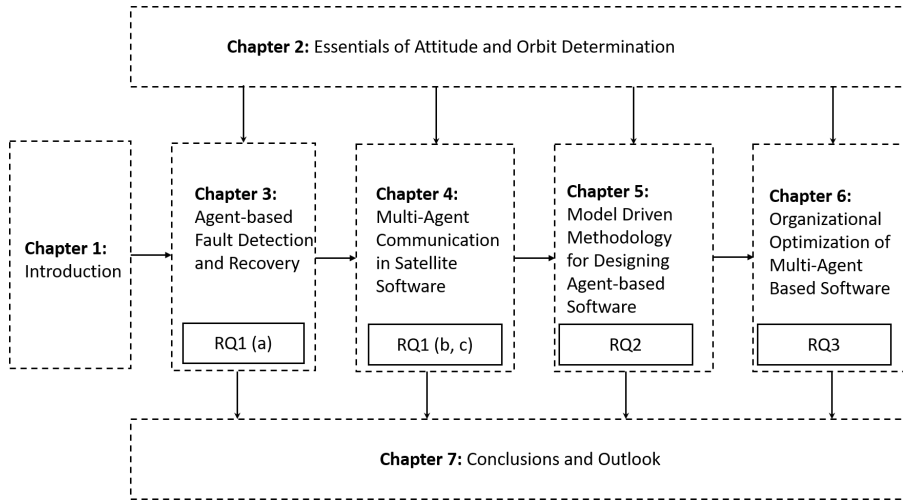 Chapter 2: Essentials of Attitude and Orbit Determination
Chapter 1:
Introduction
Chapter 3:
Agent-based
Fault Detection
and Recovery
RQ1 (a)
Chapter 4:
Multi-Agent
Communication
in Satellite
Software
RQ1 (b, c)
Chapter 5:
Model Driven
Methodology
for Designing
Agent-based
Software
RQ2
Chapter 6:
Organizational
Optimization of
Multi-Agent
Based Software
RQ3
Chapter 7: Conclusions and Outlook